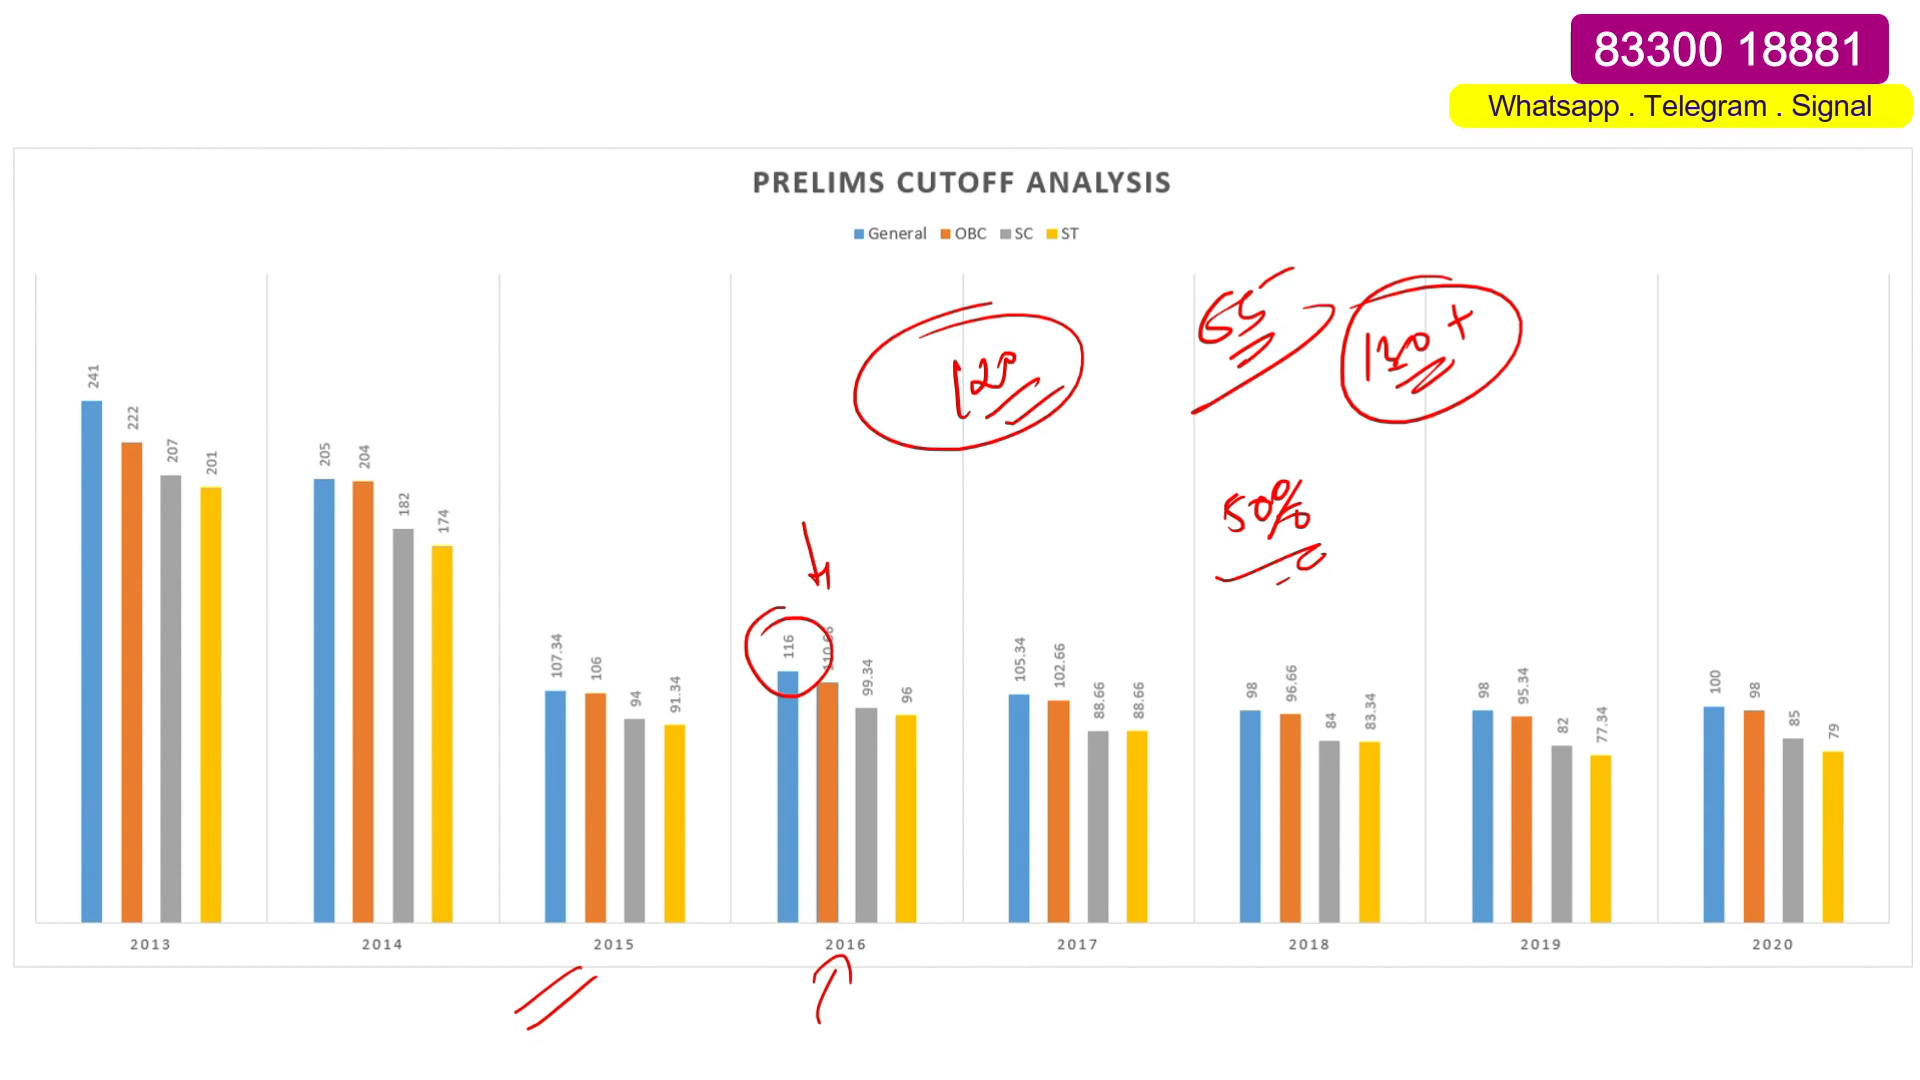 83300 18881
Whatsapp . Telegram . Signal
PRELIMS CUTOFF ANALYSIS
General OBC SC ST
241 222 207 201
205 204 182 174
107.34 106 94 91.34
116 110.66 99.34 96
105.34 102.66 88.66 88.66
98 96.66 84 83.34
98 95.34 82 77.34
100 98 85 79
120
65
130+
50%
2013 2014 2015 2016 2017 2018 2019 2020